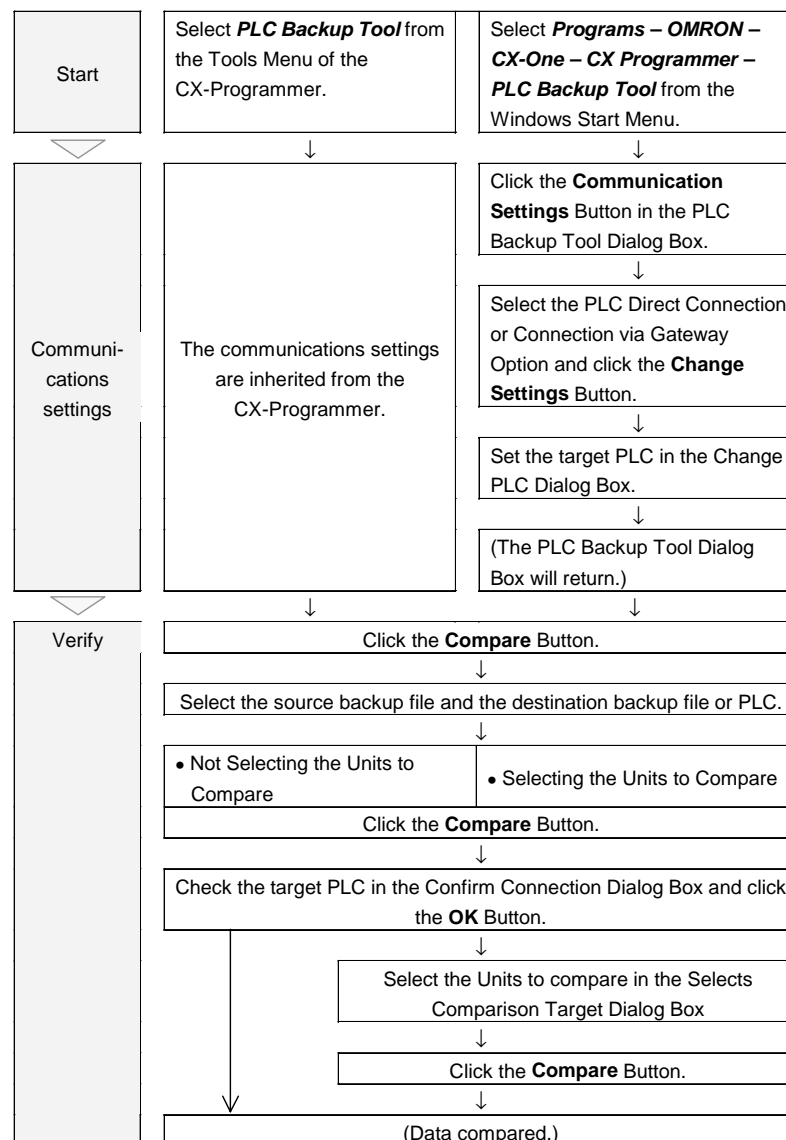 Start
Select PLC Backup Tool from
the Tools Menu of the
CX-Programmer.
Select Programs – OMRON –
CX-One – CX Programmer –
PLC Backup Tool from the
Windows Start Menu.
↓
↓
Communi-
cations
settings
The communications settings
are inherited from the
CX-Programmer.
Click the Communication
Settings Button in the PLC
Backup Tool Dialog Box.
↓
Select the PLC Direct Connection
or Connection via Gateway
Option and click the Change
Settings Button.
↓
Set the target PLC in the Change
PLC Dialog Box.
↓
(The PLC Backup Tool Dialog
Box will return.)
↓
↓
Verify
Click the Compare Button.
↓
Select the source backup file and the destination backup file or PLC.
↓
• Not Selecting the Units to
Compare
• Selecting the Units to Compare
Click the Compare Button.
↓
Check the target PLC in the Confirm Connection Dialog Box and click
the OK Button.
↓
Select the Units to compare in the Selects
Comparison Target Dialog Box
↓
Click the Compare Button.
↓
(Data compared.)